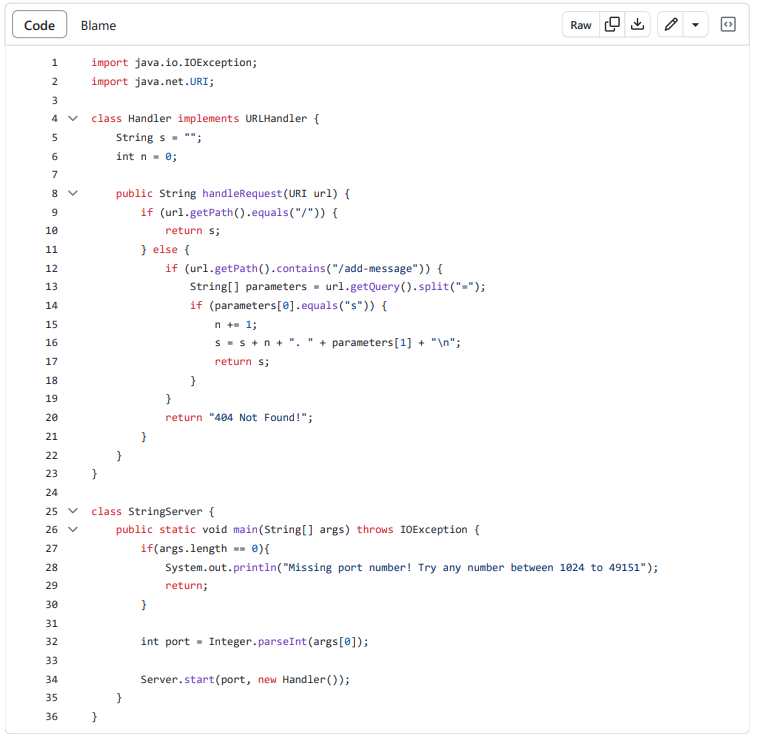 Code Blame Raw
1 import java.io.IOException;
2 import java.net.URI;
3
4 class Handler implements URLHandler {
5     String s = "";
6     int n = 0;
7
8     public String handleRequest(URI url) {
9         if (url.getPath().equals("/")) {
10             return s;
11         } else {
12             if (url.getPath().contains("/add-message")) {
13                 String[] parameters = url.getQuery().split("=");
14                 if (parameters[0].equals("s")) {
15                     n += 1;
16                     s = s + n + ". " + parameters[1] + "\n";
17                     return s;
18                 }
19             }
20             return "404 Not Found!";
21         }
22     }
23 }
24
25 class StringServer {
26     public static void main(String[] args) throws IOException {
27         if(args.length == 0){
28             System.out.println("Missing port number! Try any number between 1024 to 49151");
29             return;
30         }
31
32         int port = Integer.parseInt(args[0]);
33
34         Server.start(port, new Handler());
35     }
36 }